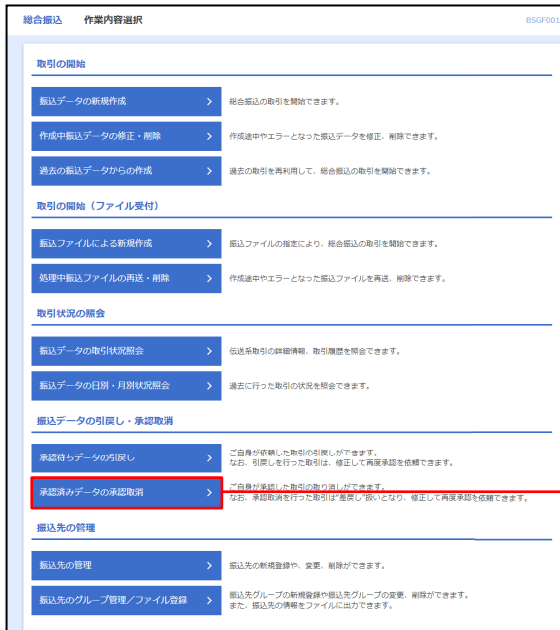 総合振込 作業内容選択 BSGF001
取引の開始
振込データの新規作成 総合振込の取引を開始できます。
作成中振込データの修正・削除 作成途中やエラーとなった振込データを修正、削除できます。
過去の振込データからの作成 過去の取引を再利用して、総合振込の取引を開始できます。
取引の開始（ファイル受付）
振込ファイルによる新規作成 振込ファイルの指定により、総合振込の取引を開始できます。
処理中振込ファイルの再送・削除 作成途中やエラーとなった振込ファイルを再送、削除できます。
取引状況の照会
振込データの取引状況照会 伝送系取引の詳細情報、取引履歴を照会できます。
振込データの日別・月別状況照会 過去に行った取引の状況を照会できます。
振込データの引戻し・承認取消
承認待ちデータの引戻し ご自身が依頼した取引の引戻しができます。
なお、引戻しを行った取引は、修正して再度承認を依頼できます。
承認済みデータの承認取消 ご自身が承認した取引の取り消しができます。
なお、承認取消を行った取引は"差戻し"扱いとなり、修正して再度承認を依頼できます。
振込先の管理
振込先の管理 振込先の新規登録や、変更、削除ができます。
振込先のグループ管理／ファイル登録 振込先グループの新規登録や振込先グループの変更、削除ができます。
また、振込先の情報をファイルに出力できます。